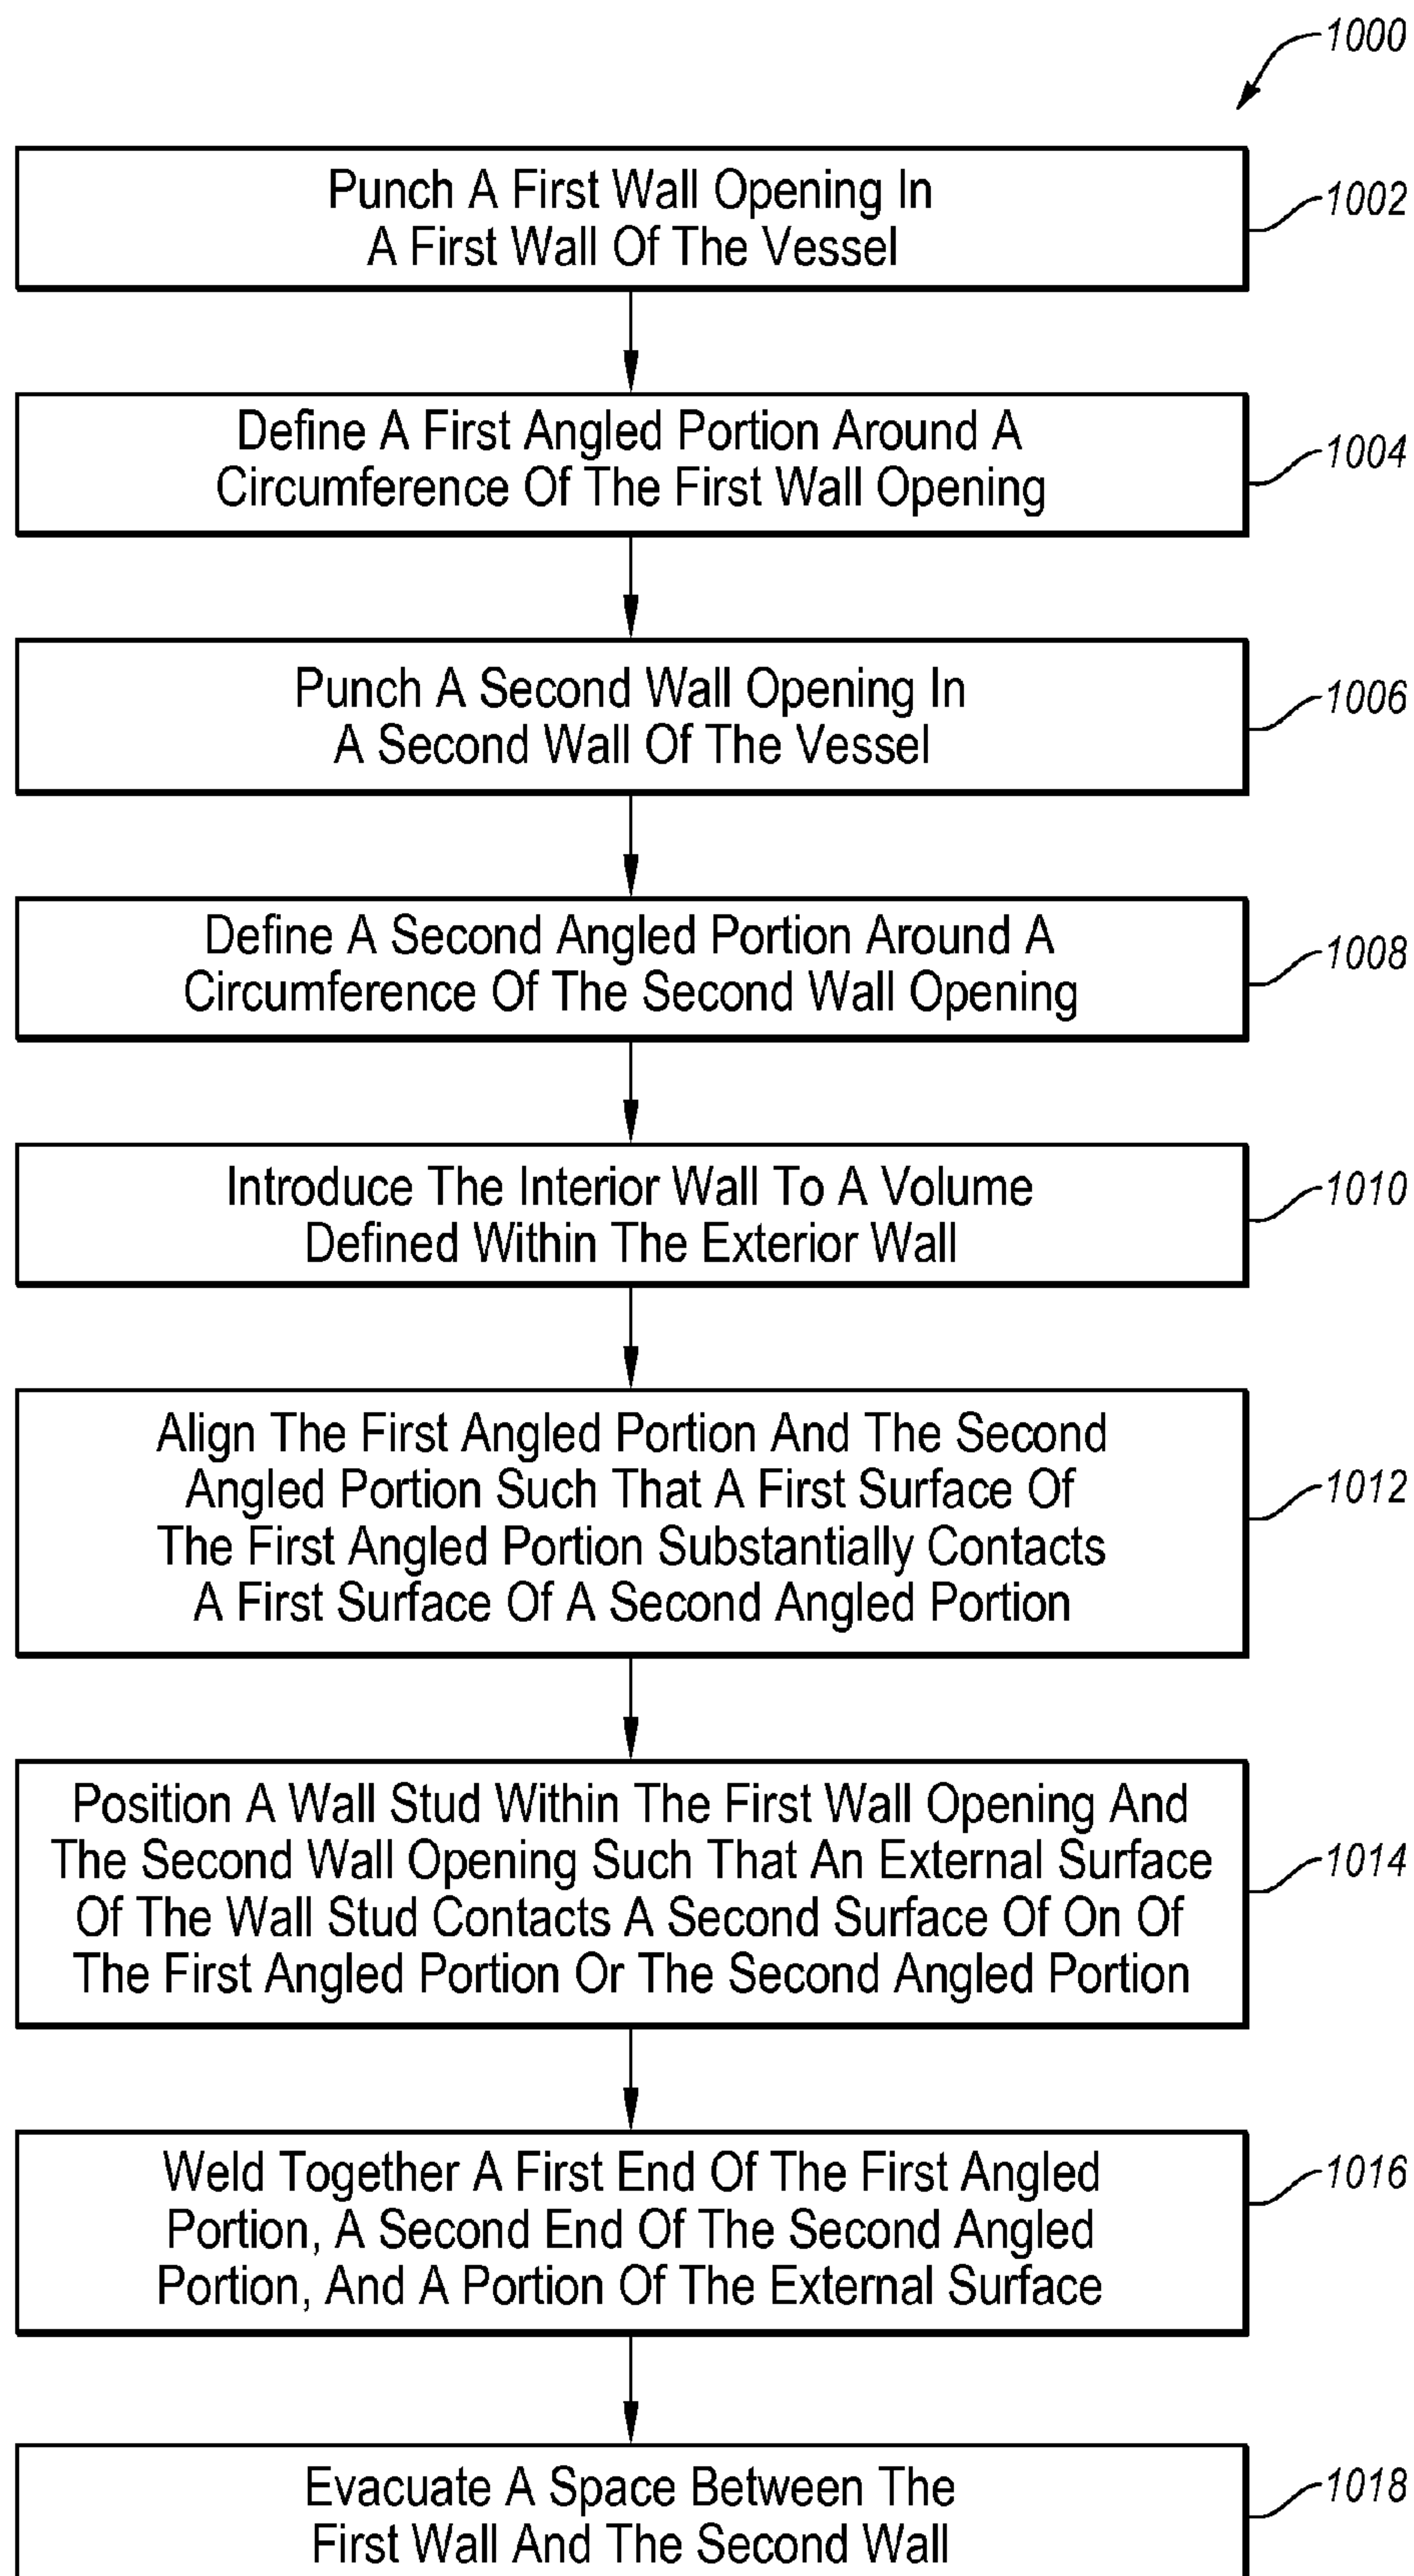 1000
Punch A First Wall Opening In
A First Wall Of The Vessel
1002
Define A First Angled Portion Around A
Circumference Of The First Wall Opening
1004
Punch A Second Wall Opening In
A Second Wall Of The Vessel
1006
Define A Second Angled Portion Around A
Circumference Of The Second Wall Opening
1008
Introduce The Interior Wall To A Volume
Defined Within The Exterior Wall
1010
Align The First Angled Portion And The Second
Angled Portion Such That A First Surface Of
The First Angled Portion Substantially Contacts
A First Surface Of A Second Angled Portion
1012
Position A Wall Stud Within The First Wall Opening And
The Second Wall Opening Such That An External Surface
Of The Wall Stud Contacts A Second Surface Of On Of
The First Angled Portion Or The Second Angled Portion
1014
Weld Together A First End Of The First Angled
Portion, A Second End Of The Second Angled
Portion, And A Portion Of The External Surface
1016
Evacuate A Space Between The
First Wall And The Second Wall
1018